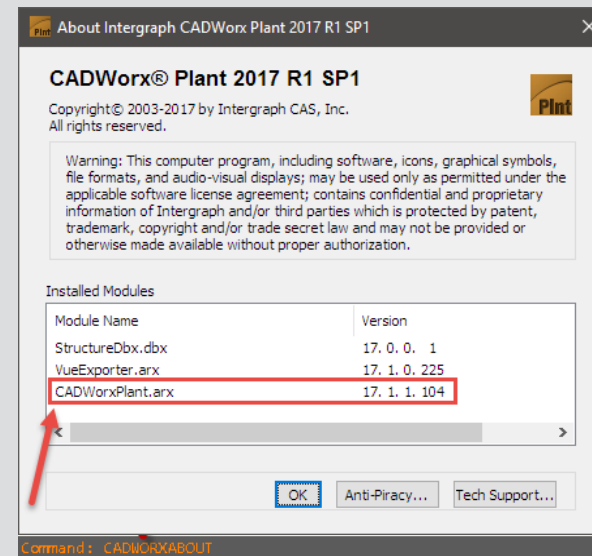 Plnt About Intergraph CADWorx Plant 2017 R1 SP1
CADWorx® Plant 2017 R1 SP1
Copyright© 2003-2017 by Intergraph CAS, Inc.
All rights reserved.
Plnt
Warning: This computer program, including software, icons, graphical symbols,
file formats, and audio-visual displays; may be used only as permitted under the
applicable software license agreement; contains confidential and proprietary
information of Intergraph and/or third parties which is protected by patent,
trademark, copyright and/or trade secret law and may not be provided or
otherwise made available without proper authorization.
Installed Modules
Module Name Version
StructureDbx.dbx 17. 0. 0. 1
VueExporter.arx 17. 1. 0. 225
CADWorxPlant.arx 17. 1. 1. 104
OK Anti-Piracy... Tech Support...
Command: CADWORXABOUT